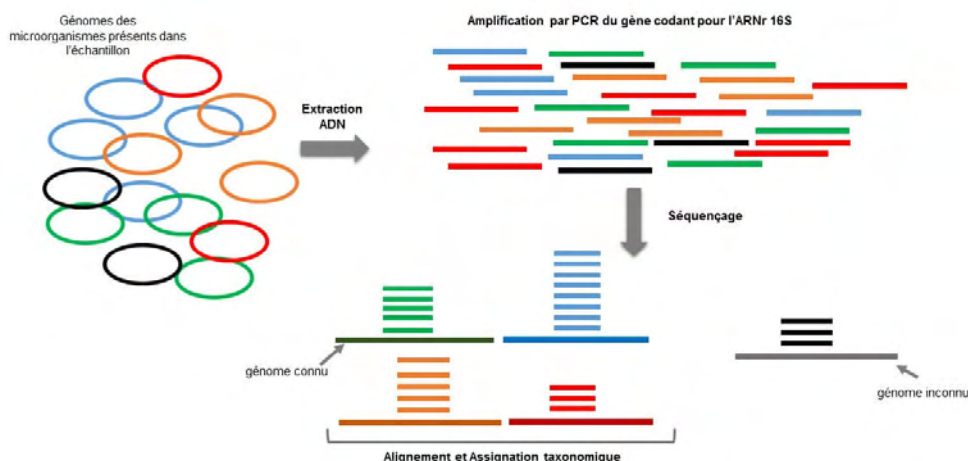 Génomes des
microorganismes présents dans
l'échantillon
Amplification par PCR du gène codant pour l'ARNr 16S
Extraction
ADN
Séquençage
génome connu
génome inconnu
Alignement et Assignation taxonomique